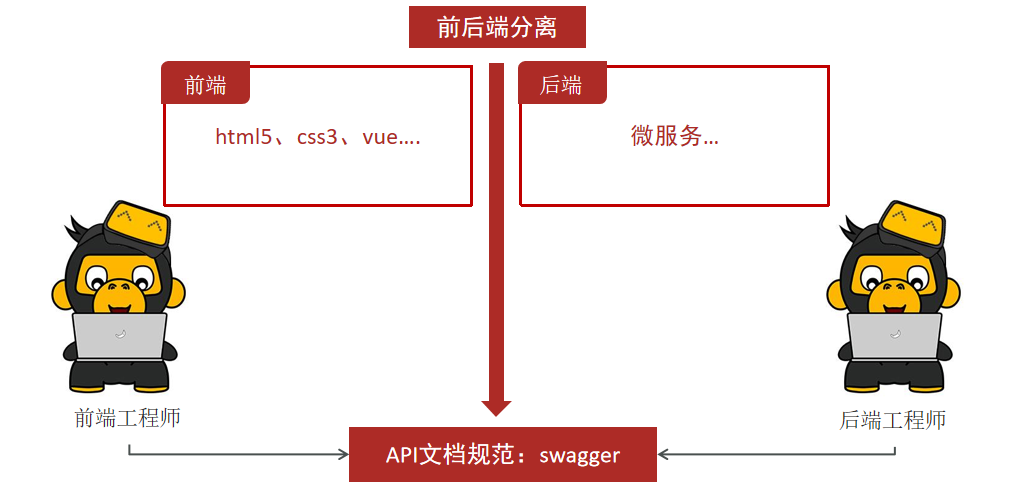 前后端分离
前端
后端
html5、css3、vue….
微服务…
前端工程师
后端工程师
API文档规范：swagger